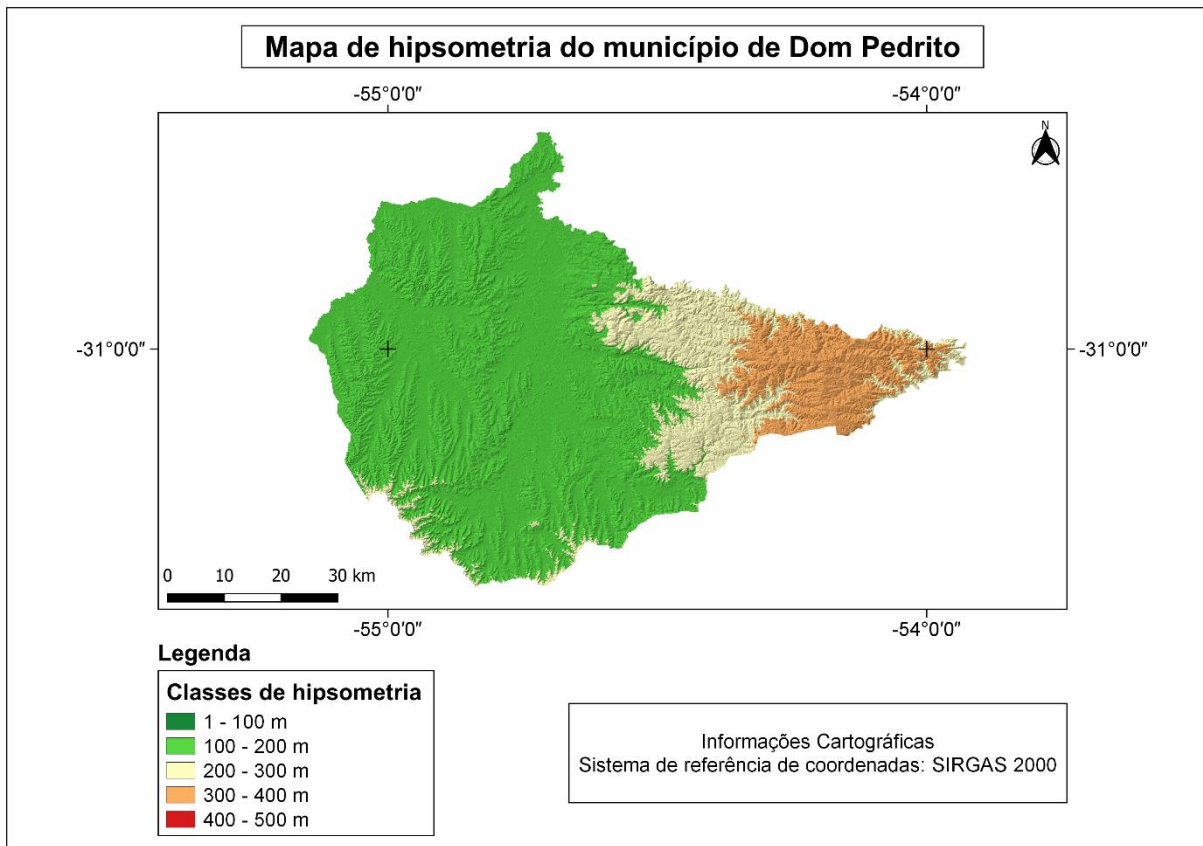 Mapa de hipsometria do município de Dom Pedrito
-55°0′0″ -54°0′0″
N
-31°0′0″ -31°0′0″
0 10 20 30 km
-55°0′0″ -54°0′0″
Legenda
Classes de hipsometria
1 - 100 m
100 - 200 m
200 - 300 m
300 - 400 m
400 - 500 m
Informações Cartográficas
Sistema de referência de coordenadas: SIRGAS 2000